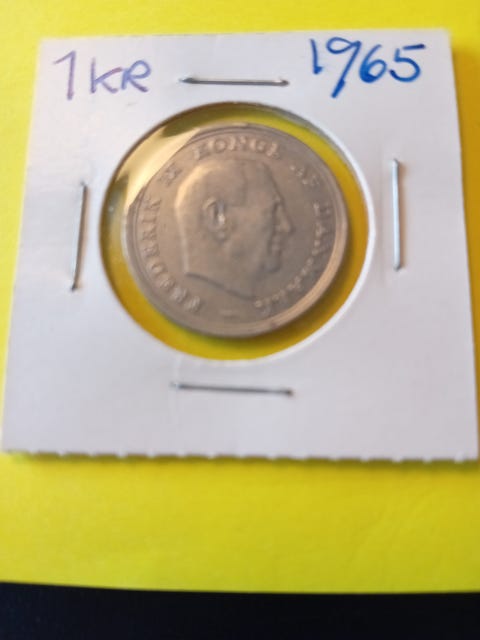 1KR 1965
FREDERIK IX KONGE AF DANMARK